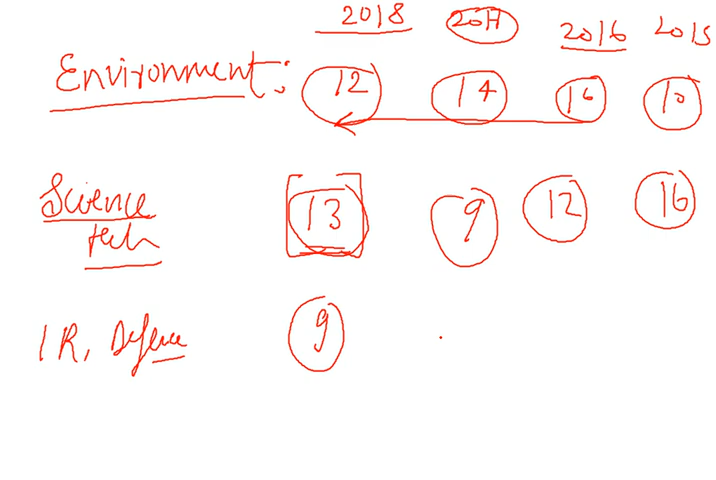 2018 2017 2016 2015
Environment: 12 14 16 10
Science 13 9 12 16
tech
IR, Defence 9